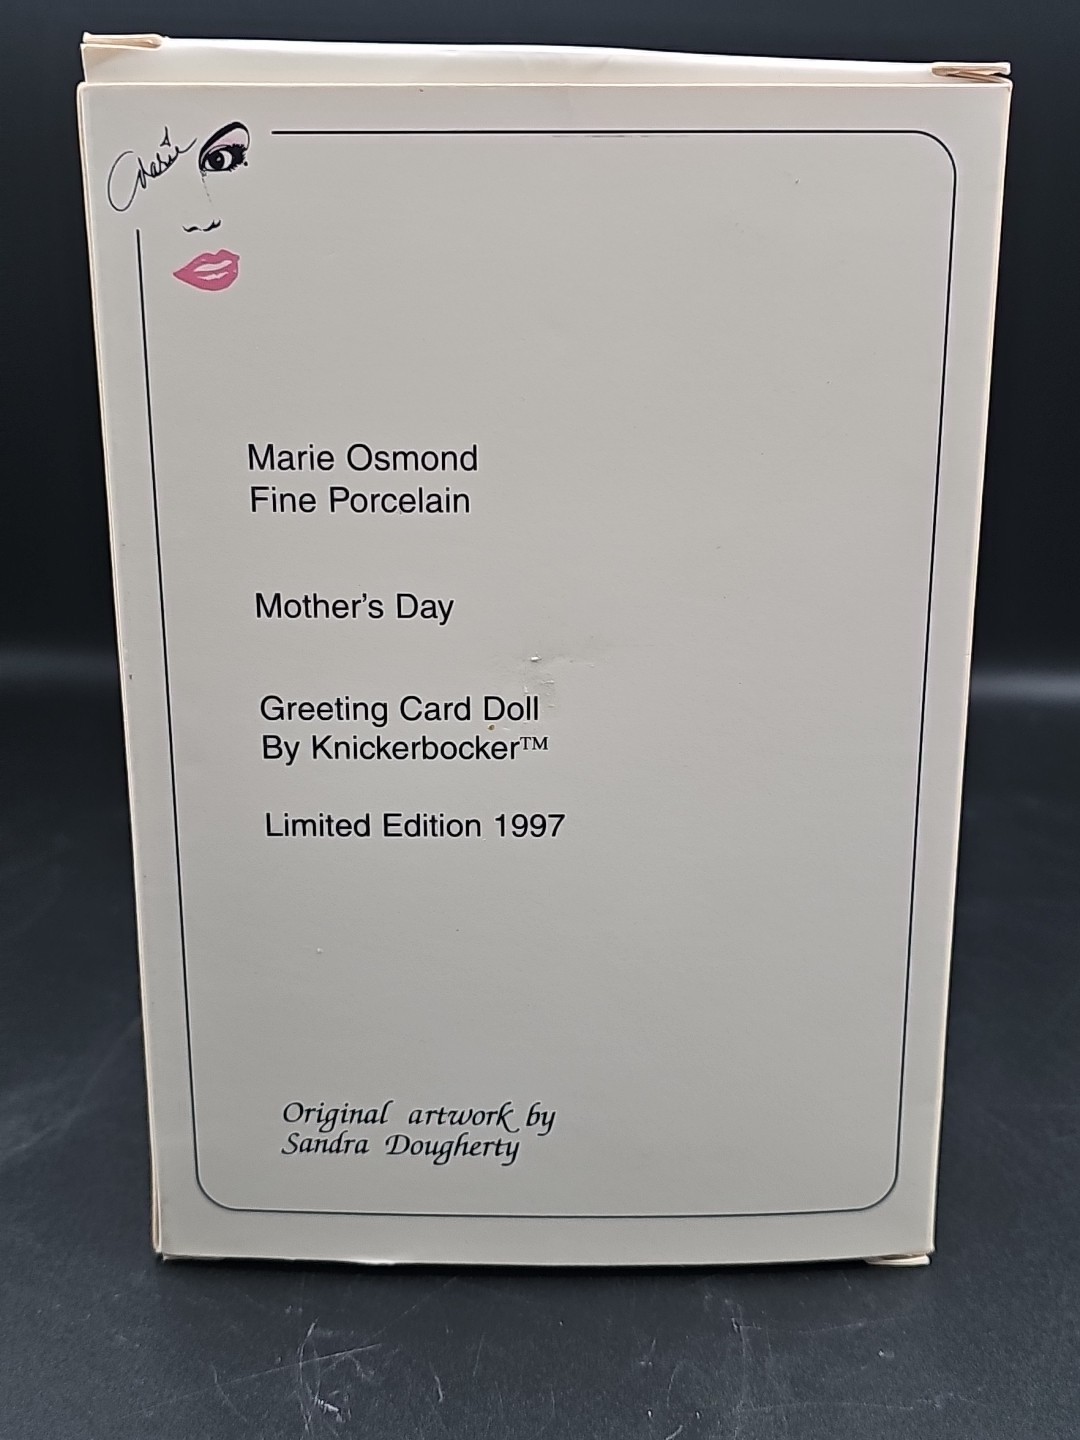 Marie
Marie Osmond
Fine Porcelain
Mother's Day
Greeting Card Doll
By Knickerbocker™
Limited Edition 1997
Original artwork by
Sandra Dougherty